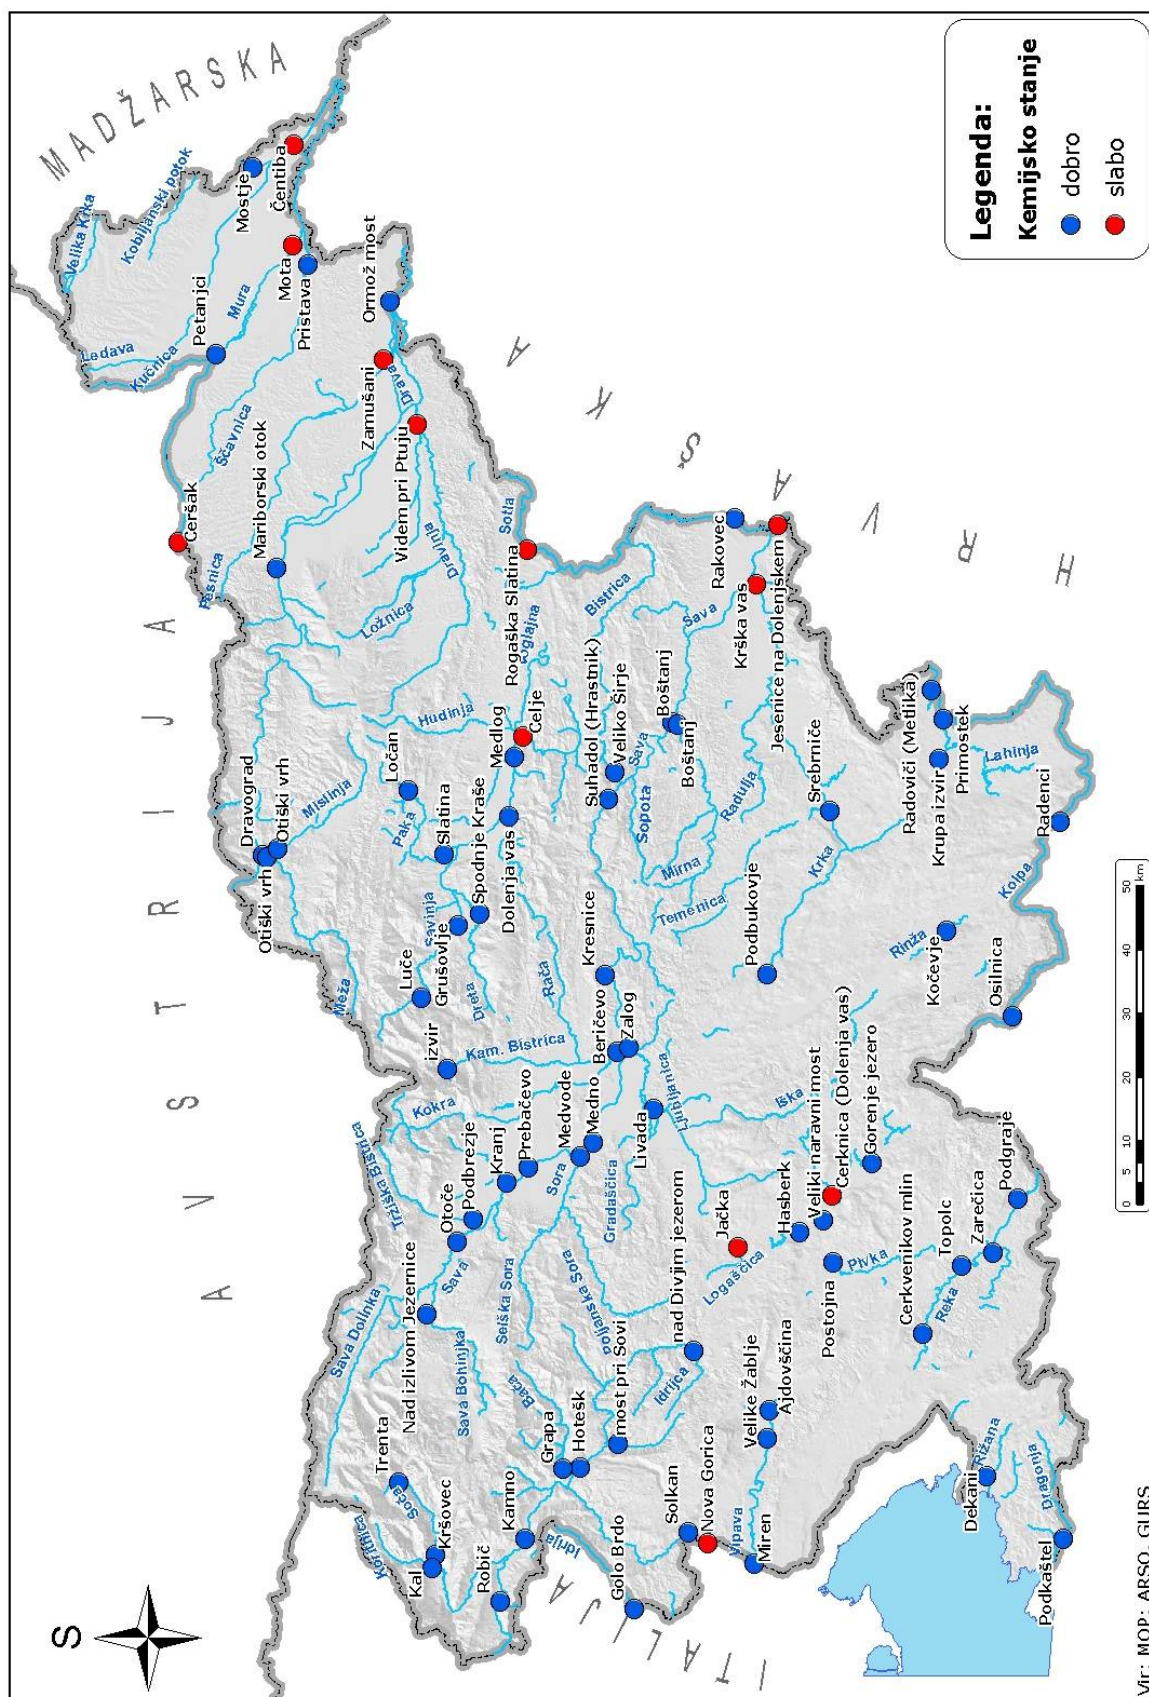 S
AVSTRIJA
MADŽARSKA
HRVAŠKA
ITALIJA
Legenda:
Kemijsko stanje
dobro
slabo
Velika Krka
Kobiljanski potok
Ledava
Kučnica
Mura
Petanjci
Mostje
Čentiba
Mota
Pristava
Ščavnica
Ceršak
Pesnica
Mariborski otok
Ormož most
Zamušani
Drava
Videm pri Ptuju
Dravinja
Ložnica
Rogaška Slatina
Sotla
Hudinja
Dravograd
Otiški vrh
Otiški vrh
Mislinja
Meža
Ločan
Paka
Slatina
Spodnje Kraše
Dolenja vas
Medlog
Celje
Savinja
Luče
Grušovlje
Dreta
Rača
izvir
Kam. Bistrica
Kokra
Tržiška Bistrica
Suhadol (Hrastnik)
Veliko Širje
Bistrica
Sava
Sava
Boštanj
Boštanj
Sopota
Mirna
Temenica
Radulja
Rakovec
Krška vas
Jesenice na Dolenjskem
Srebrniče
Krka
Podbukovje
Kresnice
Beričevo
Zalog
Ljubljanica
Iška
Livada
Medvode
Medno
Sora
Gradaščica
Prebačevo
Kranj
Podbrezje
Otoče
Sava
Nad izlivom Jezernice
Sava Dolinka
Sava Bohinjka
Selška Sora
Poljanska Sora
nad Divjim jezerom
Idrijca
Bača
Grapa
Hotešk
most pri Sovi
Trenta
Soča
Koritnica
Kršovec
Kal
Robič
Kamno
Idrija
Golo Brdo
Solkan
Nova Gorica
Vipava
Miren
Velike Žablje
Ajdovščina
Jačka
Logaščica
Hasberk
Veliki naravni most
Cerknica (Dolenja vas)
Gorenje jezero
Postojna
Pivka
Cerkvenikov mlin
Reka
Topolc
Zarečica
Podgraje
Dekani
Rižana
Dragonja
Podkaštel
Radoviči (Metlika)
Krupa izvir
Primostek
Lahinja
Radenci
Kolpa
Kočevje
Rinža
Osilnica
0 5 10 20 30 40 50 km
Vir: MOP; ARSO, GURS